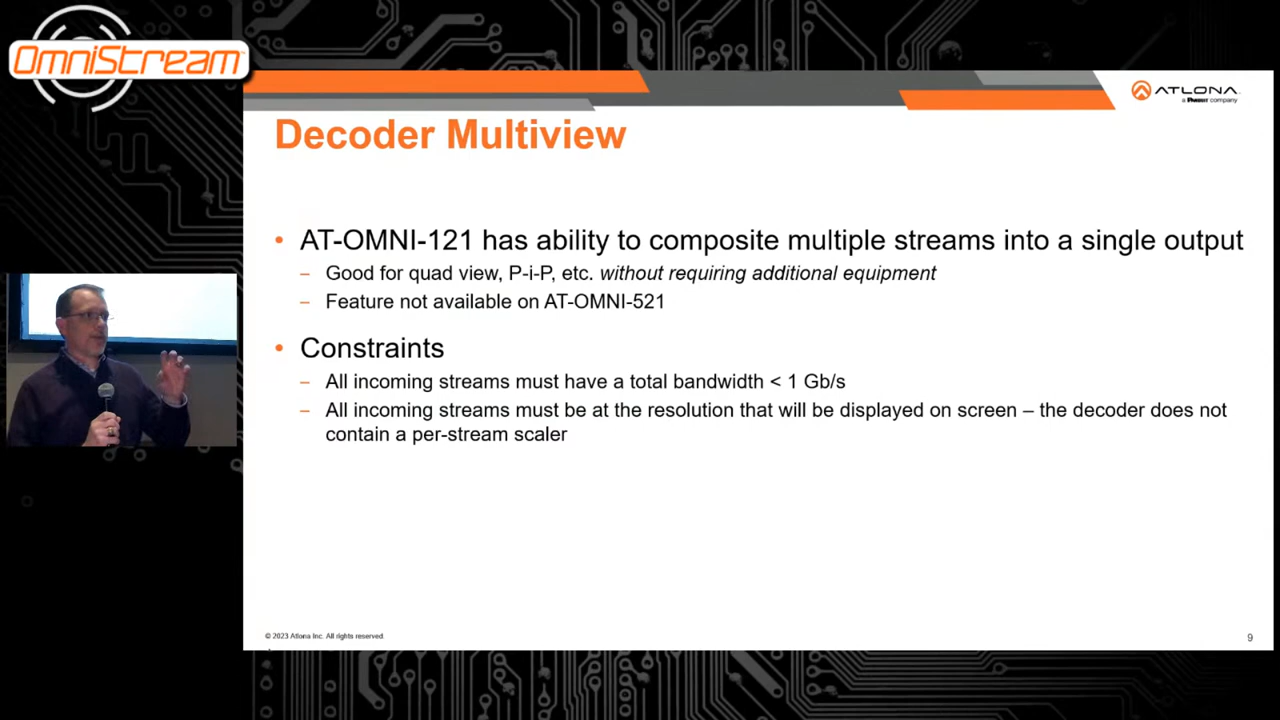 OmniStream™
ATLONA
a PANDUIT company
Decoder Multiview
• AT-OMNI-121 has ability to composite multiple streams into a single output
– Good for quad view, P-i-P, etc. without requiring additional equipment
– Feature not available on AT-OMNI-521
• Constraints
– All incoming streams must have a total bandwidth < 1 Gb/s
– All incoming streams must be at the resolution that will be displayed on screen – the decoder does not
contain a per-stream scaler
© 2023 Atlona Inc. All rights reserved.
9